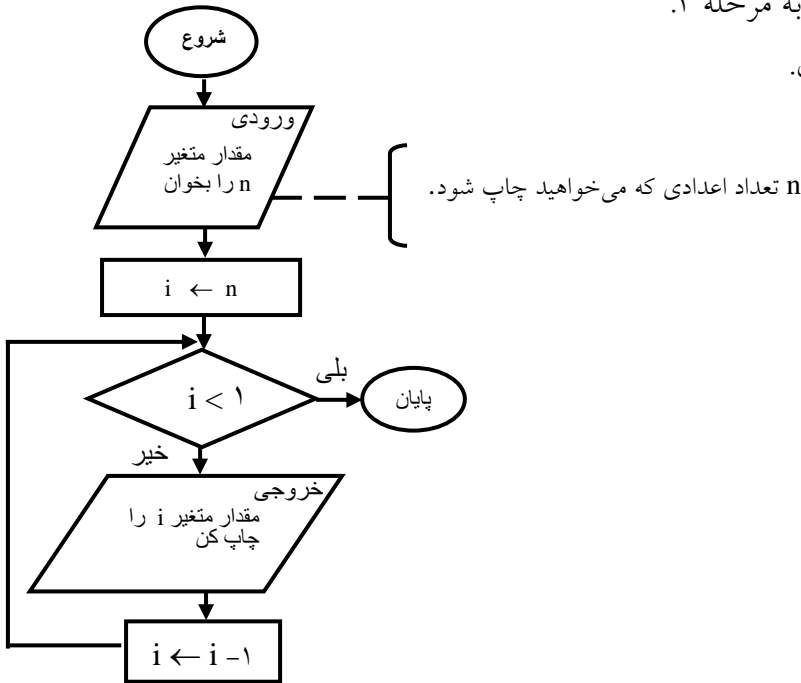 به مرحله ۲.
شروع
ورودی
مقدار متغیر
n را بخوان
n تعداد اعدادی که می‌خواهید چاپ شود.
i ← n
i < ۱
بلی
پایان
خیر
خروجی
مقدار متغیر i را
چاپ کن
i ← i -۱